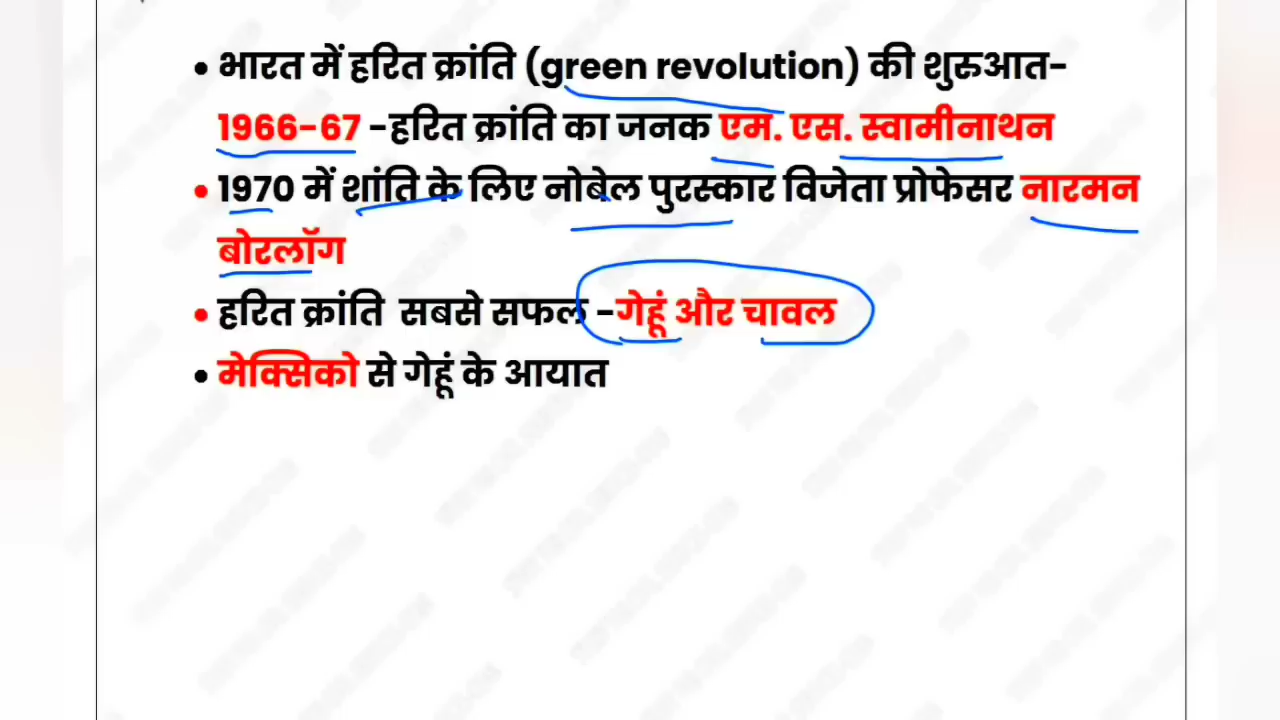 • भारत में हरित क्रांति (green revolution) की शुरुआत-
1966-67 -हरित क्रांति का जनक एम. एस. स्वामीनाथन
• 1970 में शांति के लिए नोबेल पुरस्कार विजेता प्रोफेसर नारमन
बोरलॉग
• हरित क्रांति सबसे सफल -गेहूं और चावल
• मेक्सिको से गेहूं के आयात